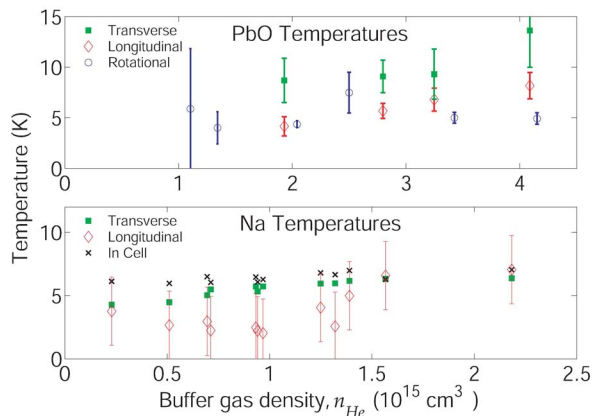 15
PbO Temperatures
Transverse
Longitudinal
Rotational
10
5
0
0 1 2 3 4
Temperature (K)
15
Na Temperatures
Transverse
Longitudinal
In Cell
10
5
0
0 0.5 1 1.5 2 2.5
Buffer gas density, n_He (10^15 cm^3)